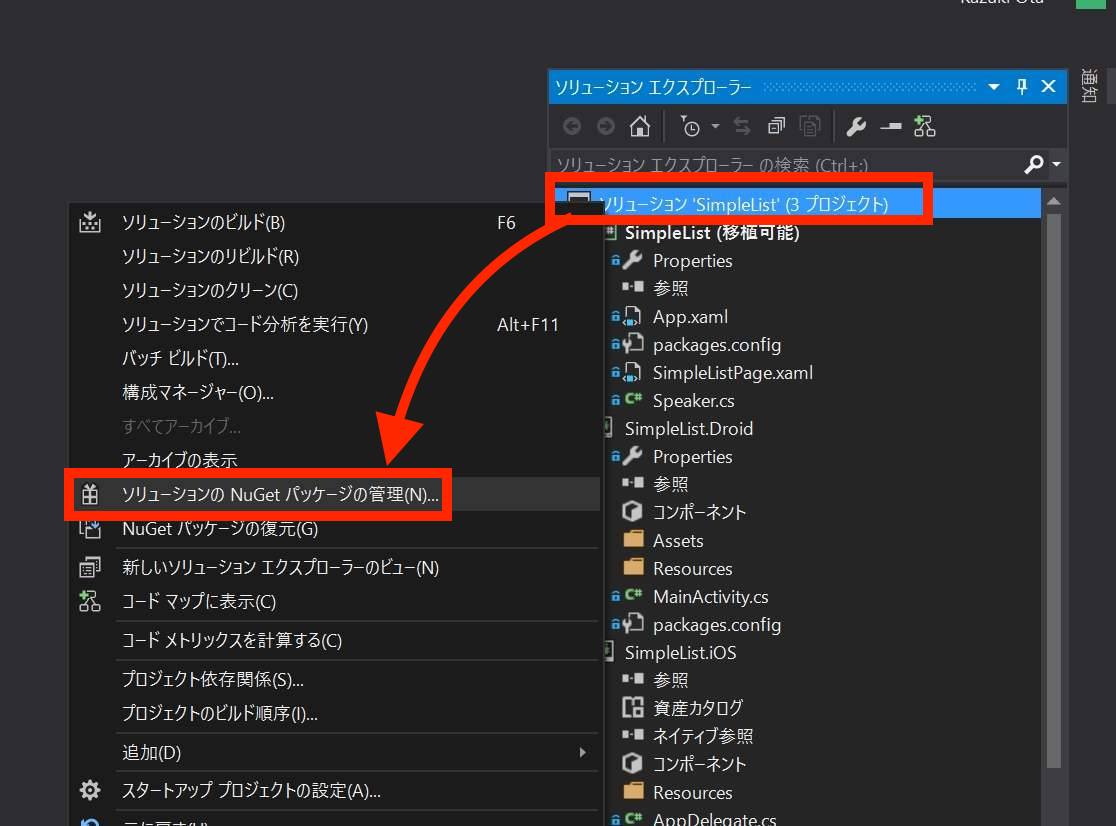 Kazuki Ota
通知
ソリューション エクスプローラー
ソリューション エクスプローラー の検索 (Ctrl+;)
ソリューション 'SimpleList' (3 プロジェクト)
SimpleList (移植可能)
Properties
参照
App.xaml
packages.config
SimpleListPage.xaml
Speaker.cs
SimpleList.Droid
Properties
参照
コンポーネント
Assets
Resources
MainActivity.cs
packages.config
SimpleList.iOS
参照
資産カタログ
ネイティブ参照
コンポーネント
Resources
AppDelegate.cs
ソリューションのビルド(B) F6
ソリューションのリビルド(R)
ソリューションのクリーン(C)
ソリューションでコード分析を実行(Y) Alt+F11
バッチ ビルド(T)...
構成マネージャー(O)...
すべてアーカイブ...
アーカイブの表示
ソリューションの NuGet パッケージの管理(N)...
NuGet パッケージの復元(G)
新しいソリューション エクスプローラーのビュー(N)
コード マップに表示(C)
コード メトリックスを計算する(C)
プロジェクト依存関係(S)...
プロジェクトのビルド順序(I)...
追加(D)
スタートアップ プロジェクトの設定(A)...